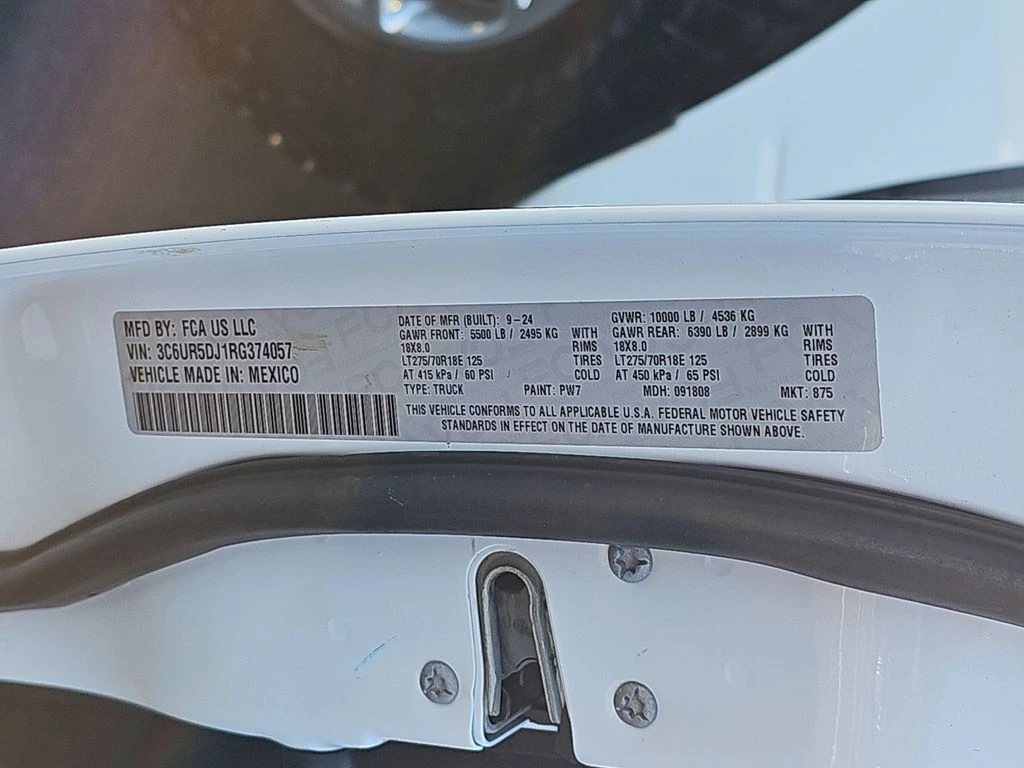 MFD BY: FCA US LLC
VIN: 3C6UR5DJ1RG374057
VEHICLE MADE IN: MEXICO
DATE OF MFR (BUILT): 9-24
GAWR FRONT: 5500 LB / 2495 KG WITH
18X8.0 RIMS
LT275/70R18E 125 TIRES
AT 415 kPa / 60 PSI COLD
TYPE: TRUCK PAINT: PW7
GVWR: 10000 LB / 4536 KG
GAWR REAR: 6390 LB / 2899 KG WITH
18X8.0 RIMS
LT275/70R18E 125 TIRES
AT 450 kPa / 65 PSI COLD
MDH: 091808 MKT: 875
THIS VEHICLE CONFORMS TO ALL APPLICABLE U.S.A. FEDERAL MOTOR VEHICLE SAFETY
STANDARDS IN EFFECT ON THE DATE OF MANUFACTURE SHOWN ABOVE.